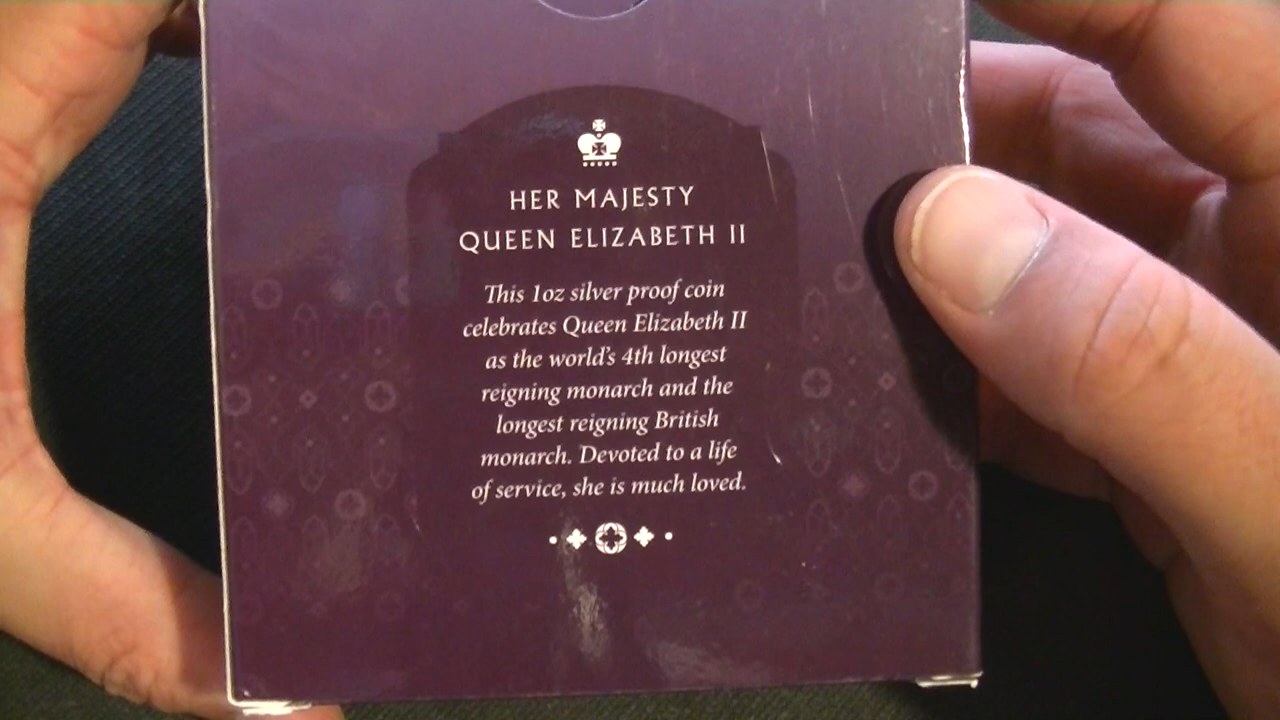 HER MAJESTY
QUEEN ELIZABETH II
This 1oz silver proof coin
celebrates Queen Elizabeth II
as the world's 4th longest
reigning monarch and the
longest reigning British
monarch. Devoted to a life
of service, she is much loved.